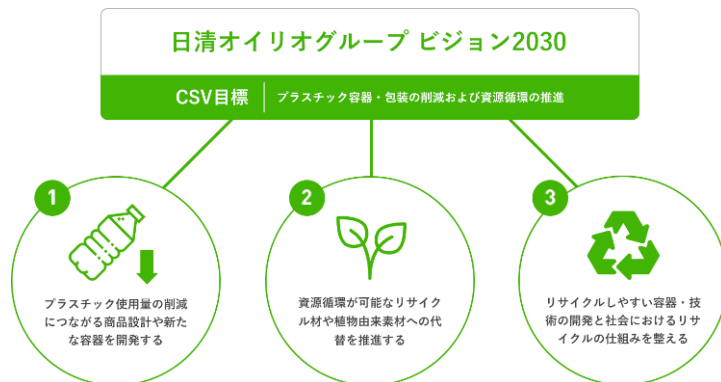 日清オイリオグループ ビジョン2030
CSV目標 プラスチック容器・包装の削減および資源循環の推進
1
プラスチック使用量の削減
につながる商品設計や新た
な容器を開発する
2
資源循環が可能なリサイク
ル材や植物由来素材への代
替を推進する
3
リサイクルしやすい容器・技
術の開発と社会におけるリサ
イクルの仕組みを整える